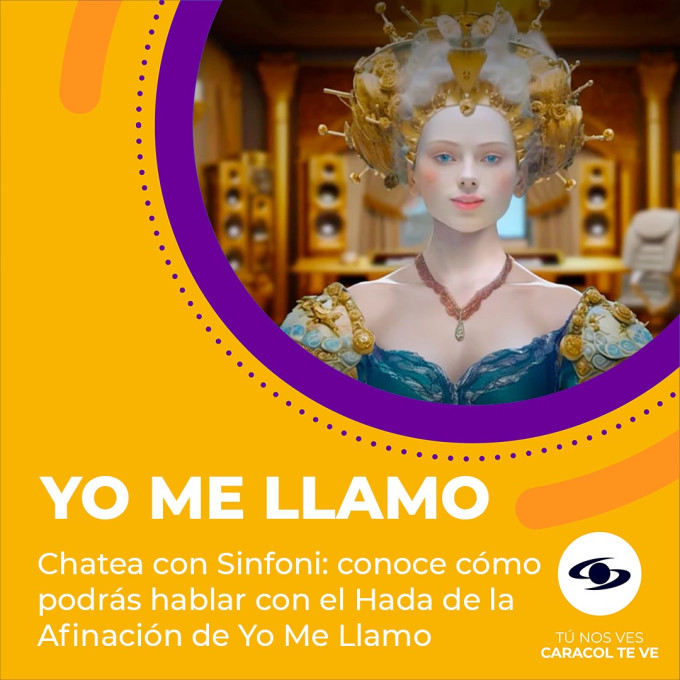 YO ME LLAMO
Chatea con Sinfoni: conoce cómo
podrás hablar con el Hada de la
Afinación de Yo Me Llamo
TÚ NOS VES
CARACOL TE VE